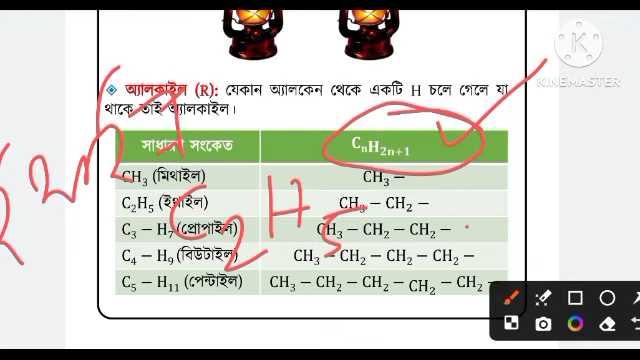 KINEMASTER
❖ অ্যালকাইল (R): যেকান অ্যালকেন থেকে একটি H চলে গেলে যা
থাকে তাই অ্যালকাইল।
সাধারণ সংকেত CₙH₂ₙ₊₁
CH₃ (মিথাইল) CH₃ −
C₂H₅ (ইথাইল) CH₃ − CH₂ −
C₃ − H₇ (প্রোপাইল) CH₃ − CH₂ − CH₂ −
C₄ − H₉ (বিউটাইল) CH₃ − CH₂ − CH₂ − CH₂ −
C₅ − H₁₁ (পেন্টাইল) CH₃ − CH₂ − CH₂ − CH₂ − CH₂ −
C₂H₅